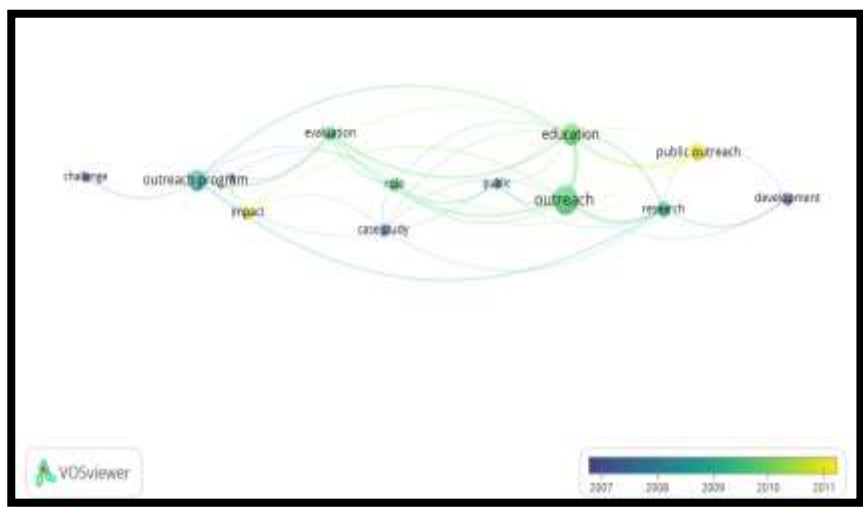 evaluation
education
public outreach
challenge
outreach program
role
public
development
impact
outreach
research
case study
VOSviewer
2007 2008 2009 2010 2011